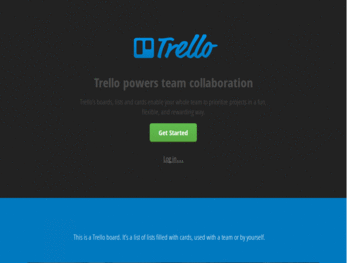 Trello
Trello powers team collaboration
Trello's boards, lists and cards enable your whole team to prioritize projects in a fun,
flexible, and rewarding way.
Get Started
Log in
This is a Trello board. It's a list of lists filled with cards, used with a team or by yourself.